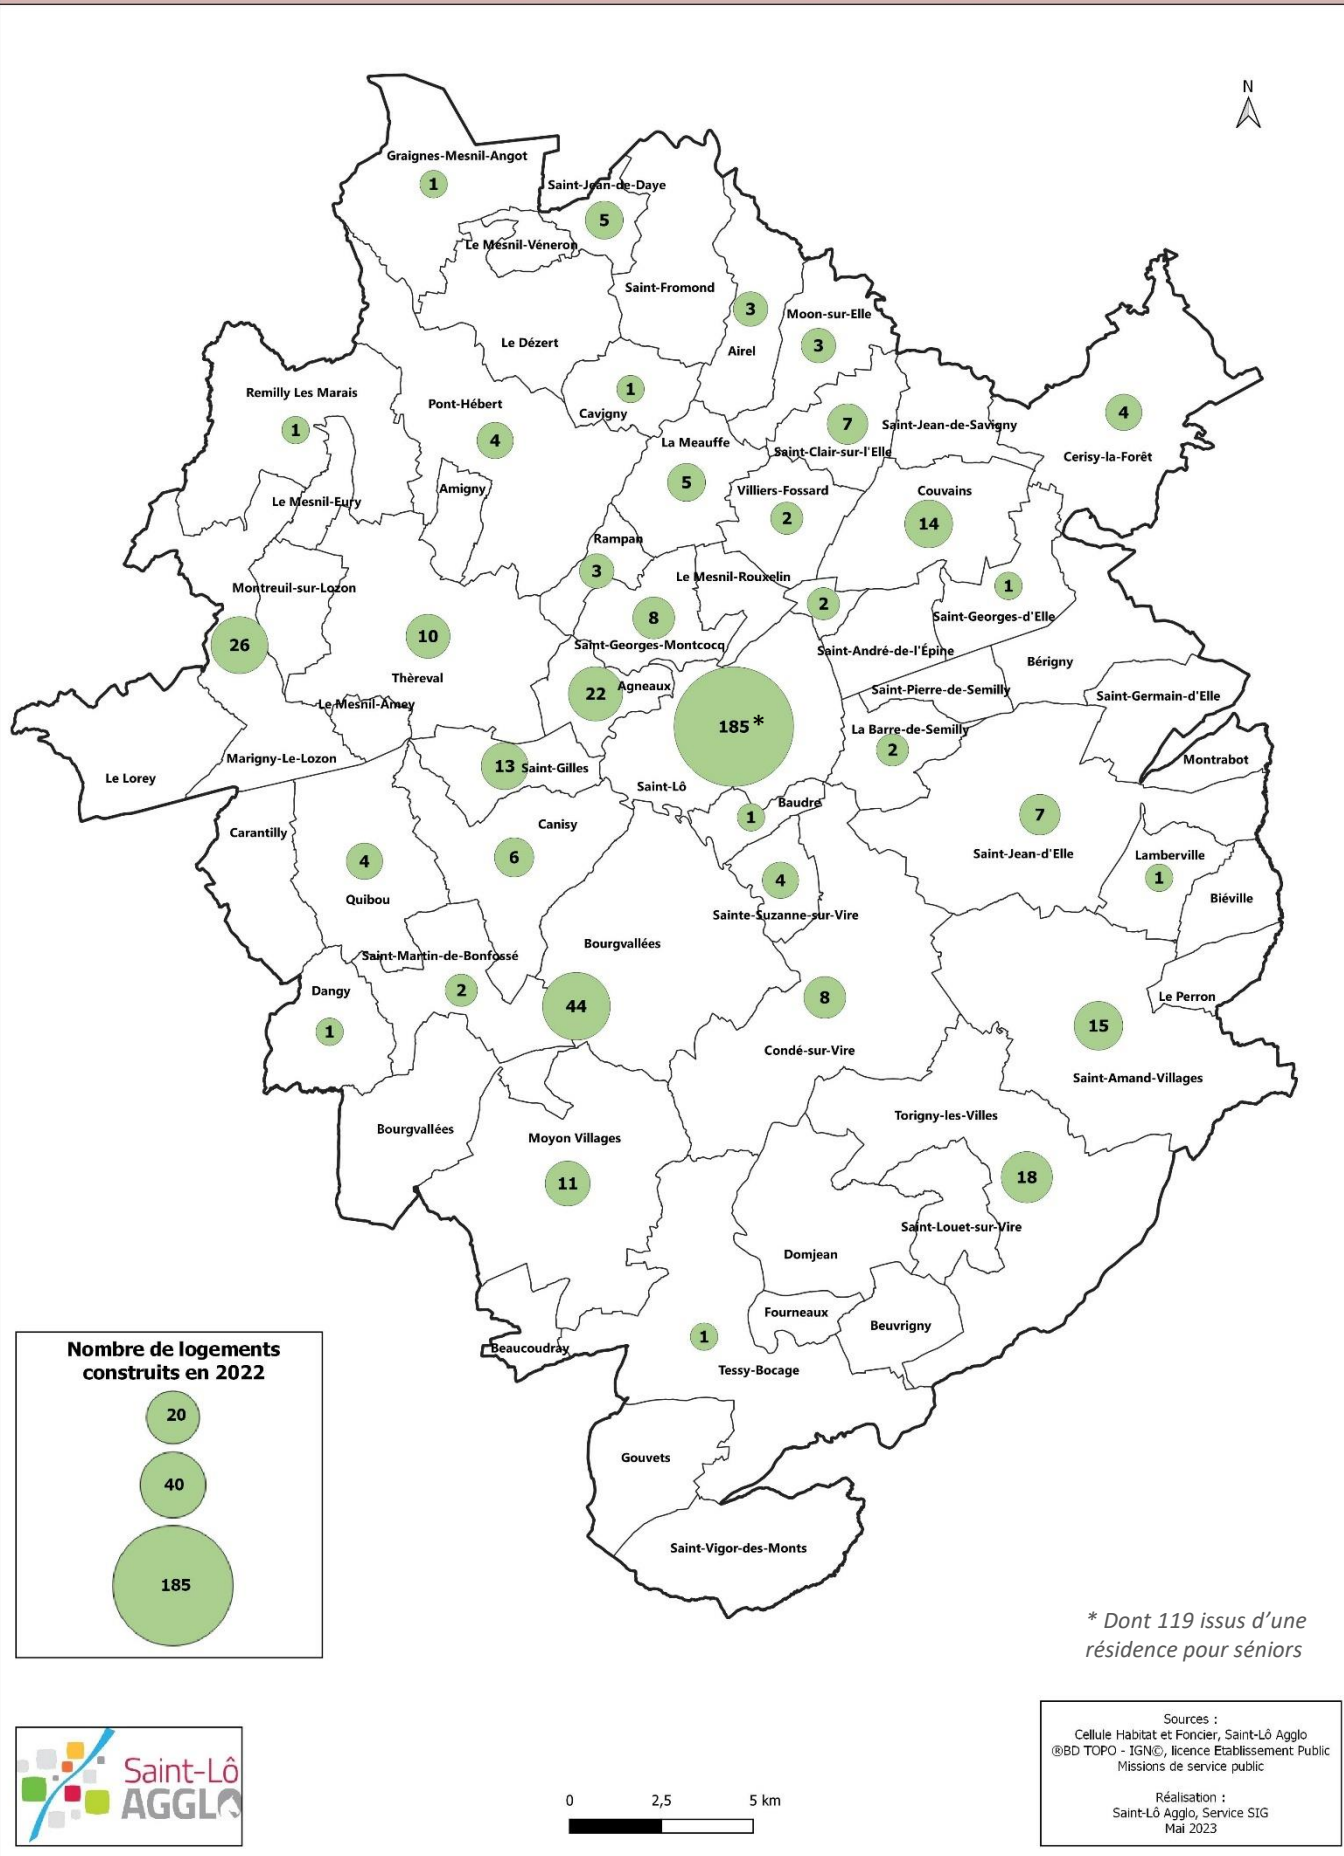 N
Graignes-Mesnil-Angot
1
Saint-Jean-de-Daye
5
Le Mesnil-Véneron
Saint-Fromond
3
Airel
Moon-sur-Elle
3
Le Dézert
Remilly Les Marais
1
Pont-Hébert
4
1
Cavigny
7
Saint-Clair-sur-l'Elle
Saint-Jean-de-Savigny
4
Cerisy-la-Forêt
La Meauffe
5
Le Mesnil-Eury
Amigny
Villiers-Fossard
2
Couvains
14
Rampan
3
Le Mesnil-Rouxelin
Montreuil-sur-Lozon
26
10
Thèreval
8
Saint-Georges-Montcocq
2
1
Saint-Georges-d'Elle
Saint-André-de-l'Épine
Bérigny
22
Agneaux
Saint-Pierre-de-Semilly
Saint-Germain-d'Elle
Le Mesnil-Amey
185*
La Barre-de-Semilly
2
Marigny-Le-Lozon
Le Lorey
13
Saint-Gilles
Saint-Lô
Montrabot
1
Baudre
Carantilly
4
Quibou
Canisy
6
7
Saint-Jean-d'Elle
Lamberville
1
4
Sainte-Suzanne-sur-Vire
Biéville
Bourgvallées
44
Saint-Martin-de-Bonfossé
2
Dangy
1
8
Condé-sur-Vire
Le Perron
15
Saint-Amand-Villages
Bourgvallées
Moyon Villages
11
Torigny-les-Villes
18
Saint-Louet-sur-Vire
Domjean
Fourneaux
Beuvrigny
Beaucoudray
1
Tessy-Bocage
Gouvets
Saint-Vigor-des-Monts
Nombre de logements
construits en 2022
20
40
185
* Dont 119 issus d’une
résidence pour séniors
Saint-Lô
AGGLO
0 2,5 5 km
Sources :
Cellule Habitat et Foncier, Saint-Lô Agglo
®BD TOPO - IGN©, licence Etablissement Public
Missions de service public
Réalisation :
Saint-Lô Agglo, Service SIG
Mai 2023